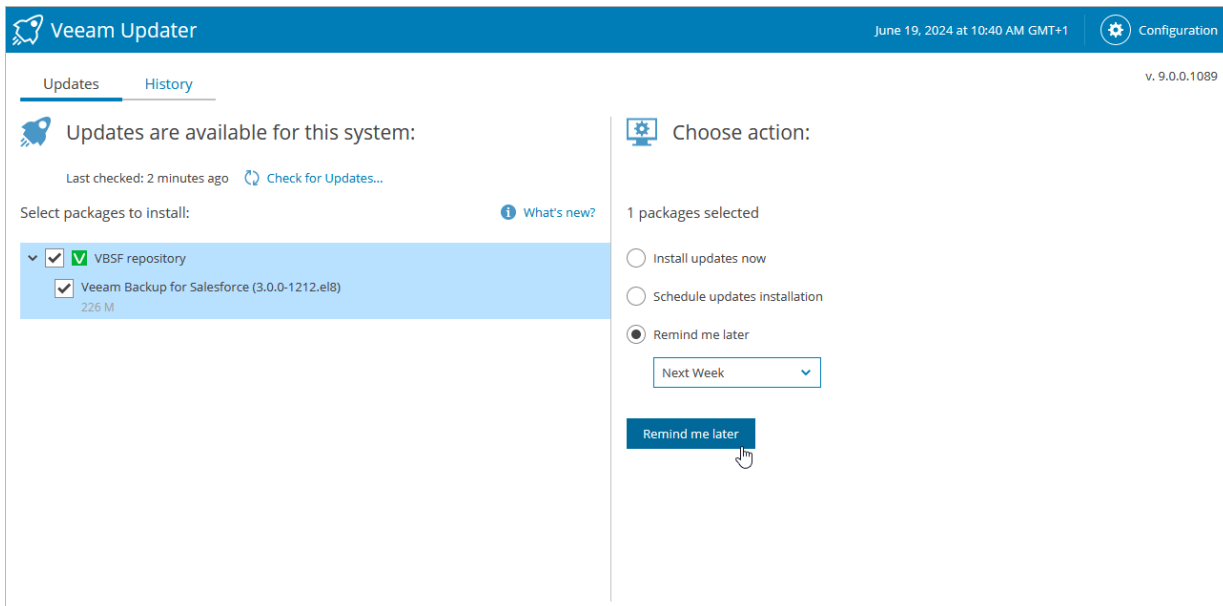 Veeam Updater
June 19, 2024 at 10:40 AM GMT+1
Configuration
Updates
History
v. 9.0.0.1089
Updates are available for this system:
Last checked: 2 minutes ago
Check for Updates...
Select packages to install:
What's new?
VBSF repository
Veeam Backup for Salesforce (3.0.0-1212.el8)
226 M
Choose action:
1 packages selected
Install updates now
Schedule updates installation
Remind me later
Next Week
Remind me later